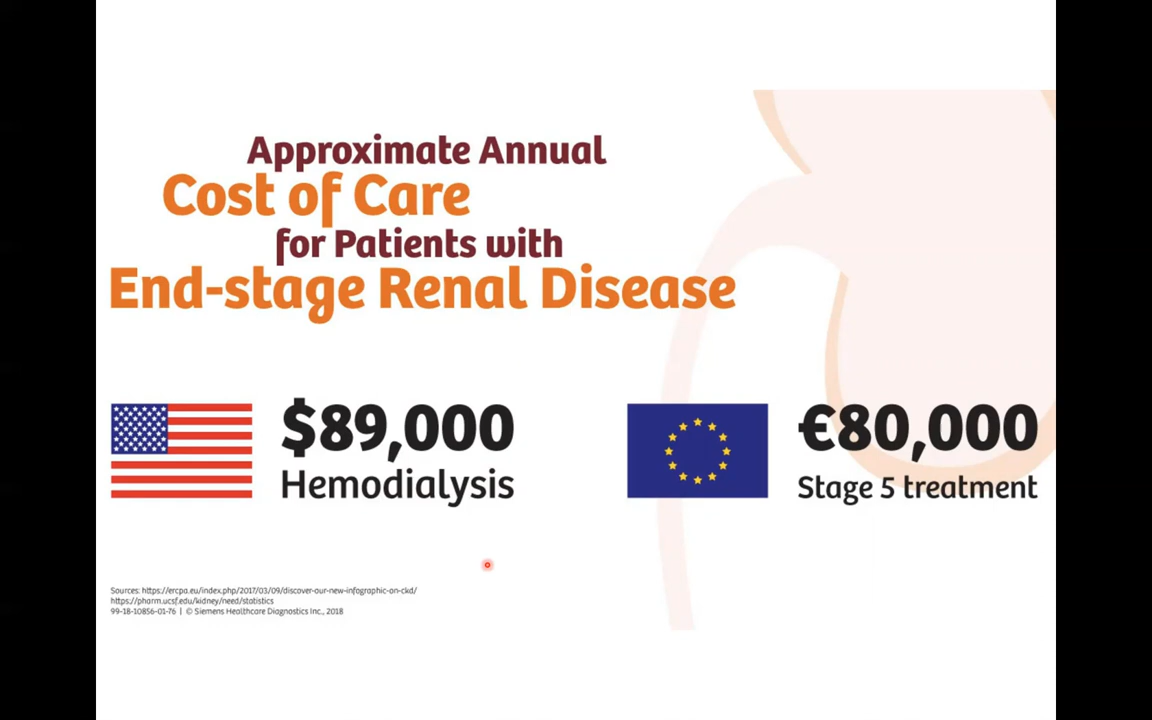 Approximate Annual
Cost of Care
for Patients with
End-stage Renal Disease
$89,000
Hemodialysis
€80,000
Stage 5 treatment
Sources: https://ercpa.eu/index.php/2017/03/09/discover-our-new-infographic-on-ckd/
https://pharm.ucsf.edu/kidney/need/statistics
99-18-10856-01-76 | © Siemens Healthcare Diagnostics Inc., 2018